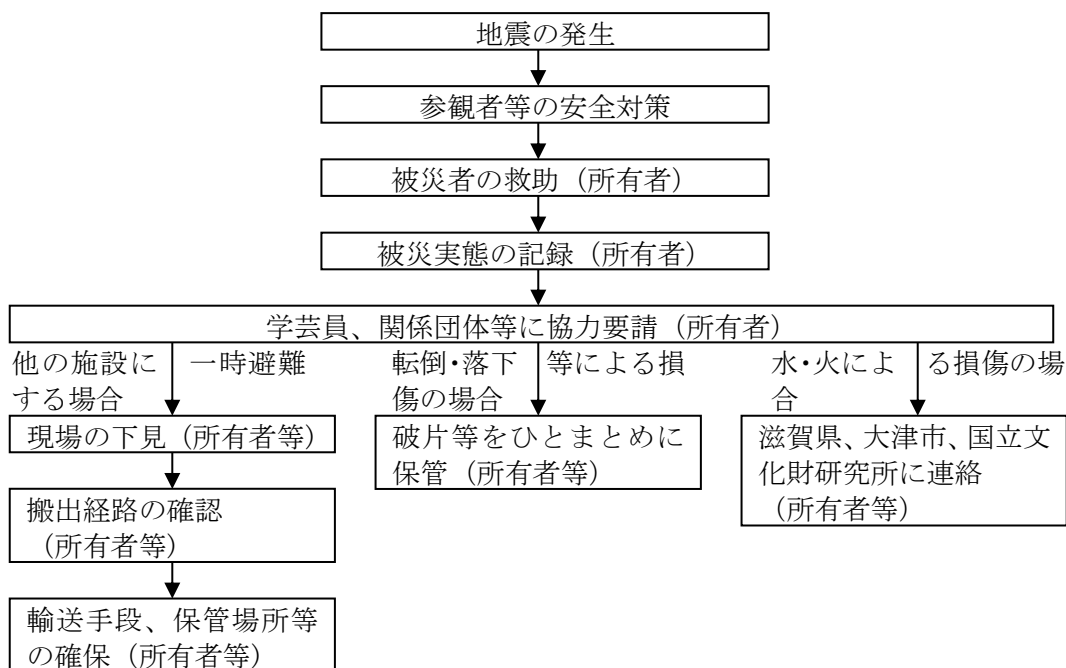 地震の発生
参観者等の安全対策
被災者の救助（所有者）
被災実態の記録（所有者）
学芸員、関係団体等に協力要請（所有者）
他の施設に一時避難
する場合
転倒・落下等による損
傷の場合
水・火による損傷の場
合
現場の下見（所有者等）
破片等をひとまとめに
保管（所有者等）
滋賀県、大津市、国立文
化財研究所に連絡
（所有者等）
搬出経路の確認
（所有者等）
輸送手段、保管場所等
の確保（所有者等）